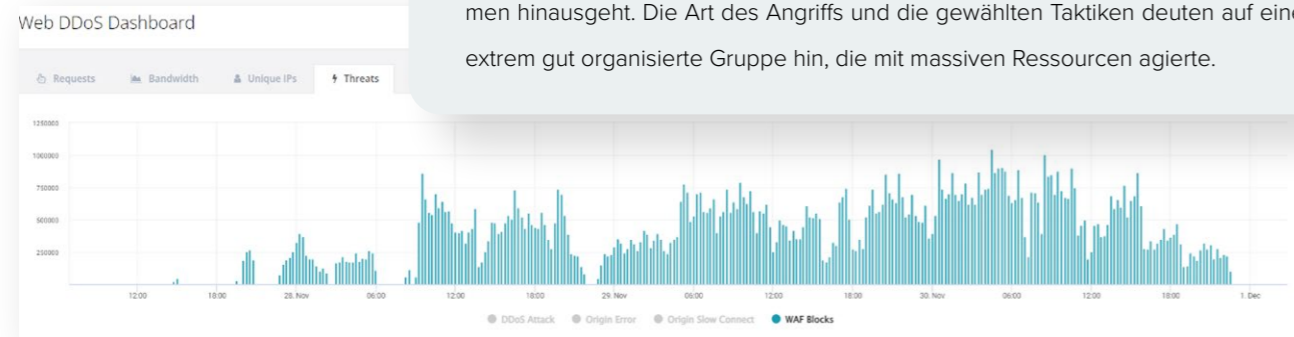 men hinausgeht. Die Art des Angriffs und die gewählten Taktiken deuten auf eine
extrem gut organisierte Gruppe hin, die mit massiven Ressourcen agierte.
Web DDoS Dashboard
Requests Bandwidth Unique IPs Threats
1250000
1000000
750000
500000
250000
12:00 18:00 28. Nov 06:00 12:00 18:00 29. Nov 06:00 12:00 18:00 30. Nov 06:00 12:00 18:00 1. Dec
DDoS Attack Origin Error Origin Slow Connect WAF Blocks